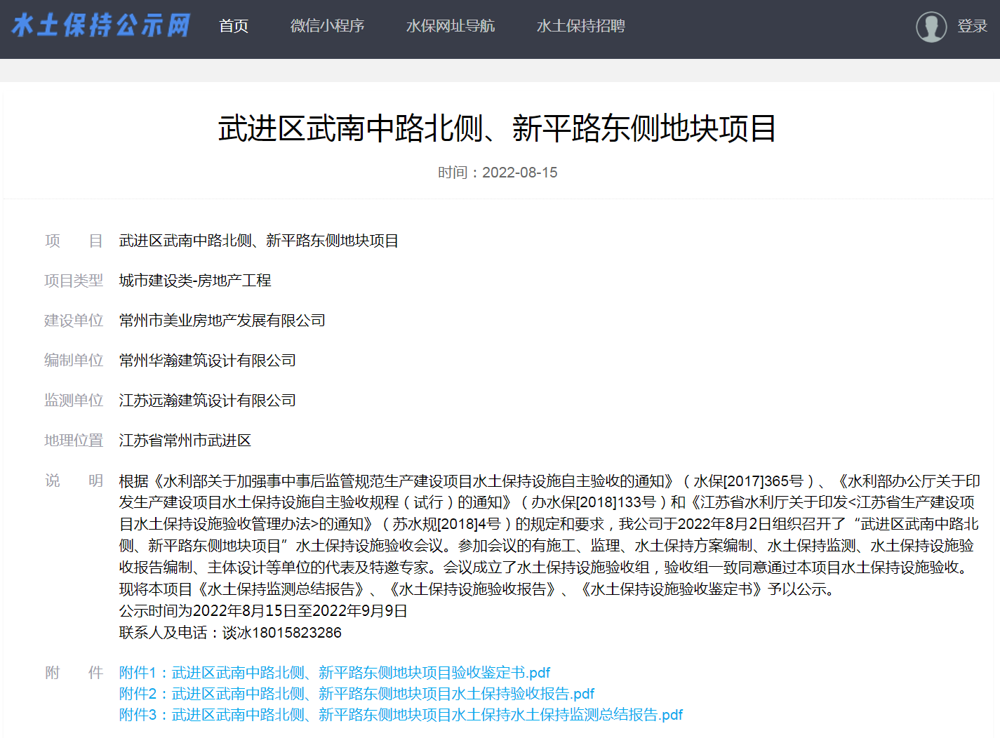 水土保持公示网 首页 微信小程序 水保网址导航 水土保持招聘 登录
武进区武南中路北侧、新平路东侧地块项目
时间：2022-08-15
项 目 武进区武南中路北侧、新平路东侧地块项目
项目类型 城市建设类-房地产工程
建设单位 常州市美业房地产发展有限公司
编制单位 常州华瀚建筑设计有限公司
监测单位 江苏远瀚建筑设计有限公司
地理位置 江苏省常州市武进区
说 明 根据《水利部关于加强事中事后监管规范生产建设项目水土保持设施自主验收的通知》（水保[2017]365号）、《水利部办公厅关于印
发生产建设项目水土保持设施自主验收规程（试行）的通知》（办水保[2018]133号）和《江苏省水利厅关于印发<江苏省生产建设项
目水土保持设施验收管理办法>的通知》（苏水规[2018]4号）的规定和要求，我公司于2022年8月2日组织召开了“武进区武南中路北
侧、新平路东侧地块项目”水土保持设施验收会议。参加会议的有施工、监理、水土保持方案编制、水土保持监测、水土保持设施验
收报告编制、主体设计等单位的代表及特邀专家。会议成立了水土保持设施验收组，验收组一致同意通过本项目水土保持设施验收。
现将本项目《水土保持监测总结报告》、《水土保持设施验收报告》、《水土保持设施验收鉴定书》予以公示。
公示时间为2022年8月15日至2022年9月9日
联系人及电话：谈冰18015823286
附 件 附件1：武进区武南中路北侧、新平路东侧地块项目验收鉴定书.pdf
附件2：武进区武南中路北侧、新平路东侧地块项目水土保持验收报告.pdf
附件3：武进区武南中路北侧、新平路东侧地块项目水土保持水土保持监测总结报告.pdf